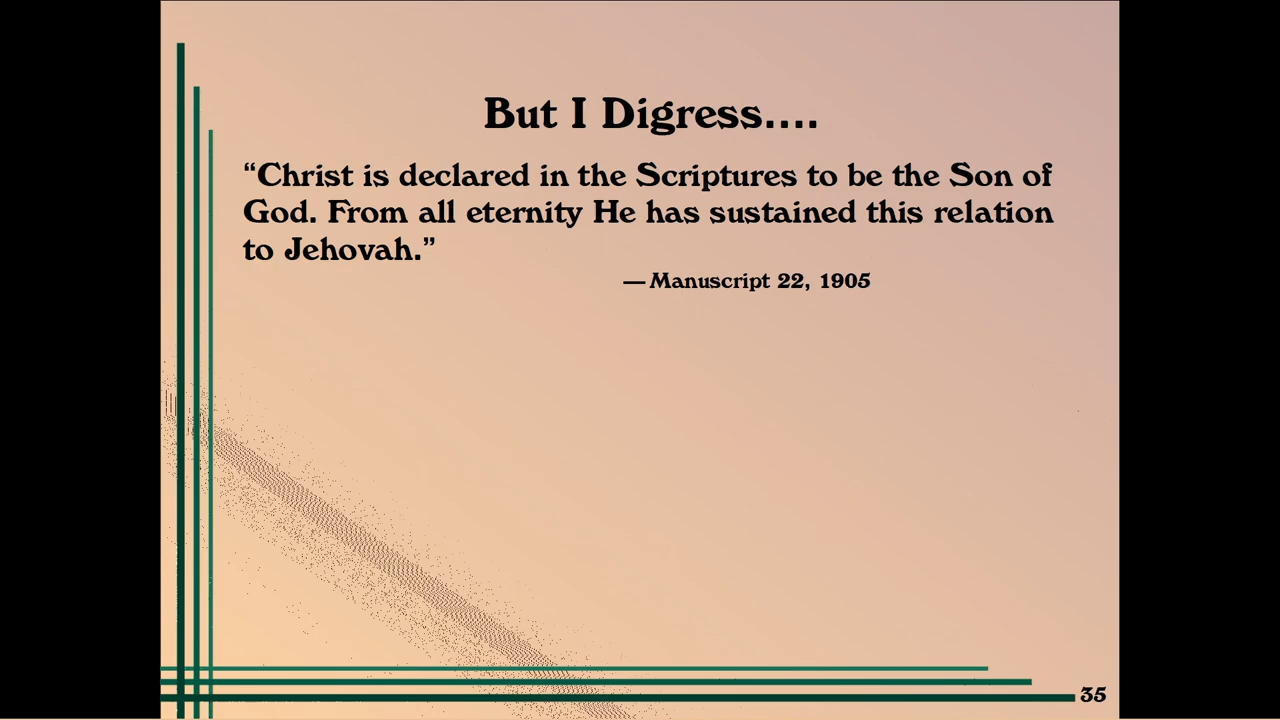 But I Digress....
“Christ is declared in the Scriptures to be the Son of
God. From all eternity He has sustained this relation
to Jehovah.”
—Manuscript 22, 1905
35